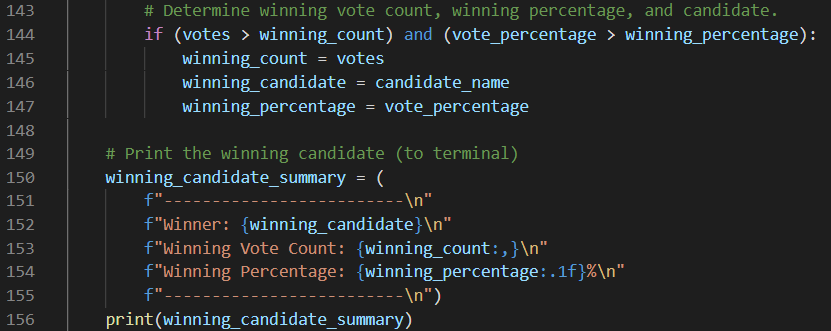 143 # Determine winning vote count, winning percentage, and candidate.
144 if (votes > winning_count) and (vote_percentage > winning_percentage):
145 winning_count = votes
146 winning_candidate = candidate_name
147 winning_percentage = vote_percentage
148
149 # Print the winning candidate (to terminal)
150 winning_candidate_summary = (
151 f"-------------------------\n"
152 f"Winner: {winning_candidate}\n"
153 f"Winning Vote Count: {winning_count:,}\n"
154 f"Winning Percentage: {winning_percentage:.1f}%\n"
155 f"-------------------------\n")
156 print(winning_candidate_summary)